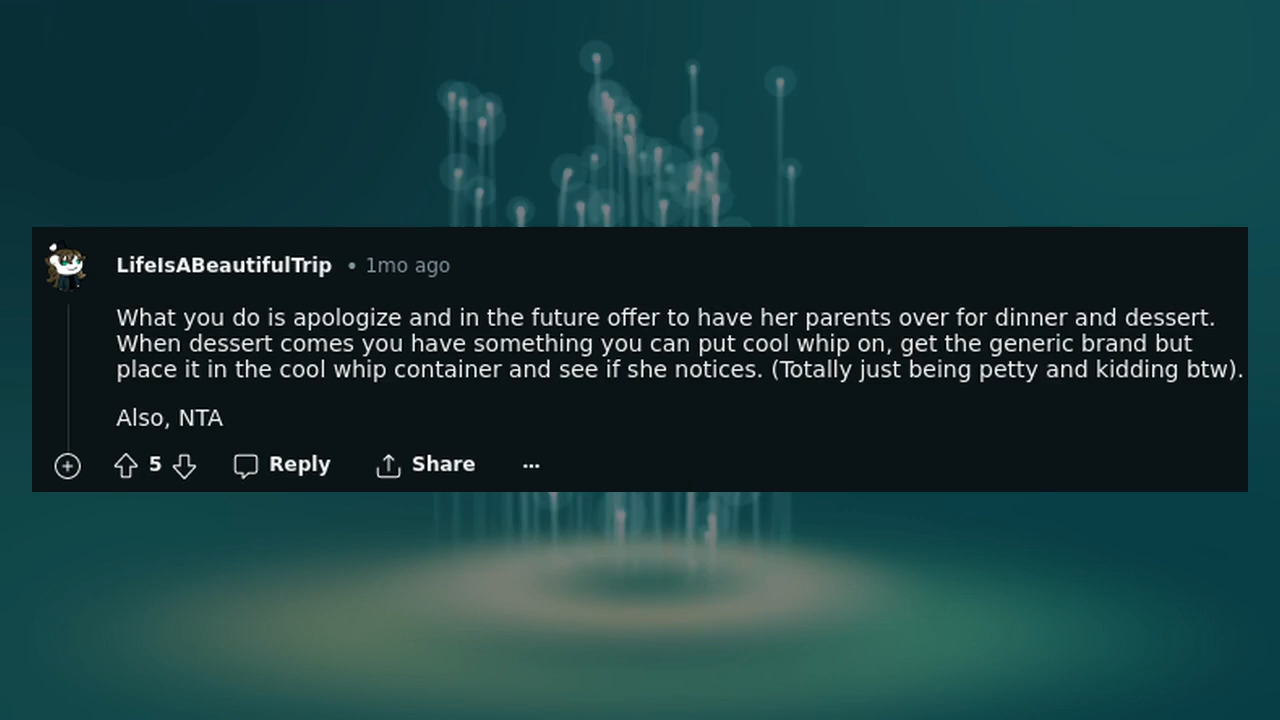 LifeIsABeautifulTrip • 1mo ago
What you do is apologize and in the future offer to have her parents over for dinner and dessert.
When dessert comes you have something you can put cool whip on, get the generic brand but
place it in the cool whip container and see if she notices. (Totally just being petty and kidding btw).
Also, NTA
5 Reply Share ...